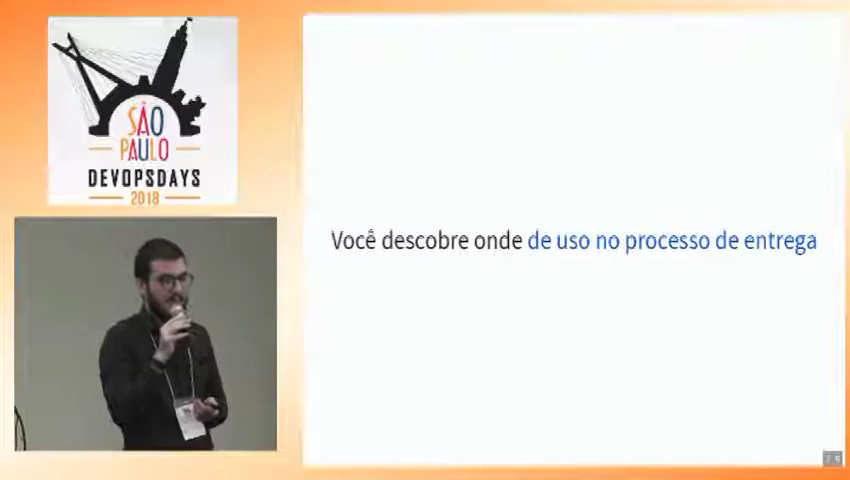 SÃO
PAULO
DEVOPSDAYS
2018
Você descobre onde de uso no processo de entrega